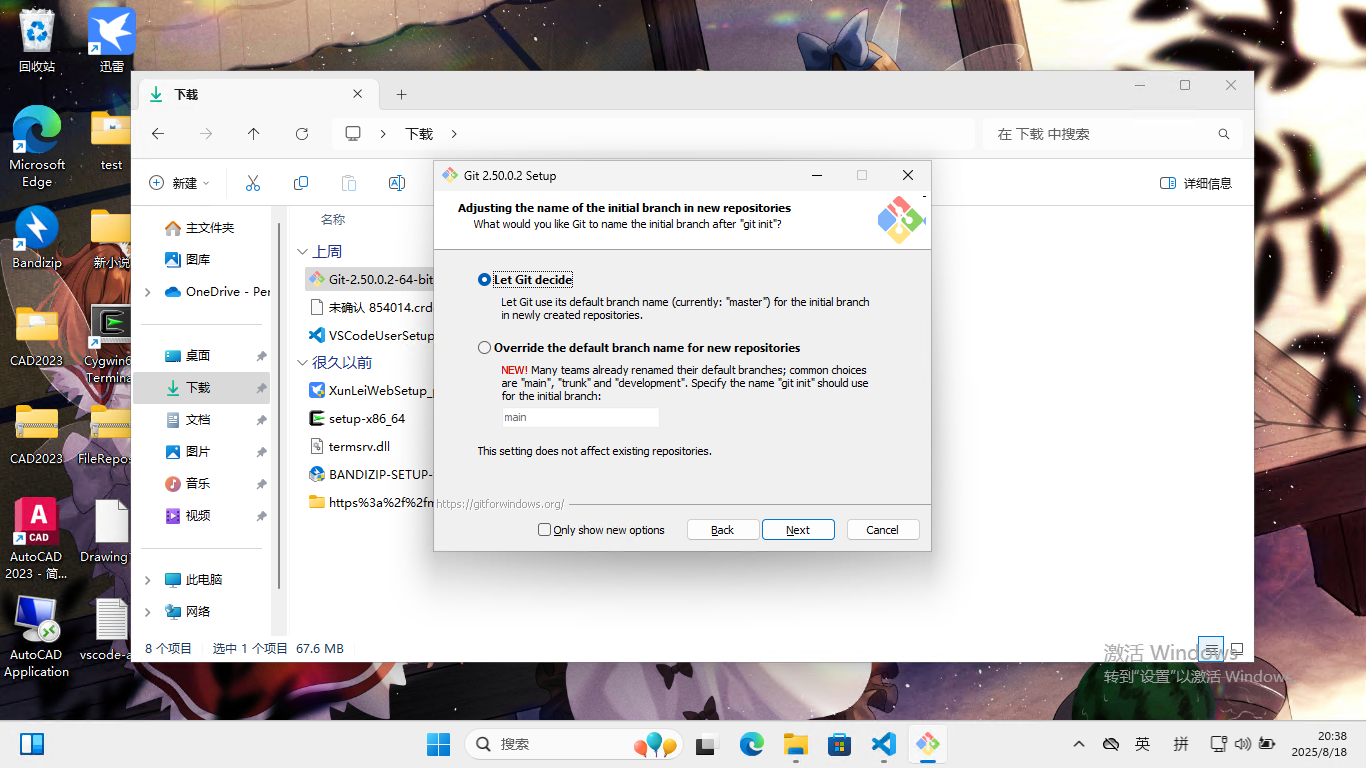 回收站
迅雷
Microsoft
Edge
test
Bandizip
新小说
CAD2023
Cygwin6
Termina
CAD2023
FileRepos
A
CAD
AutoCAD
2023 - 简...
Drawing
AutoCAD
Application
vscode-a
下载
下载
在 下载 中搜索
新建
详细信息
主文件夹
图库
OneDrive - Per
桌面
下载
文档
图片
音乐
视频
此电脑
网络
名称
上周
Git-2.50.0.2-64-bit
未确认 854014.crd
VSCodeUserSetup
很久以前
XunLeiWebSetup_
setup-x86_64
termsrv.dll
BANDIZIP-SETUP-
https%3a%2f%2fm
8 个项目
选中 1 个项目
67.6 MB
Git 2.50.0.2 Setup
Adjusting the name of the initial branch in new repositories
What would you like Git to name the initial branch after "git init"?
Let Git decide
Let Git use its default branch name (currently: "master") for the initial branch
in newly created repositories.
Override the default branch name for new repositories
NEW! Many teams already renamed their default branches; common choices
are "main", "trunk" and "development". Specify the name "git init" should use
for the initial branch:
main
This setting does not affect existing repositories.
https://gitforwindows.org/
Only show new options
Back
Next
Cancel
激活 Windows
转到"设置"以激活 Windows
搜索
英
拼
20:38
2025/8/18